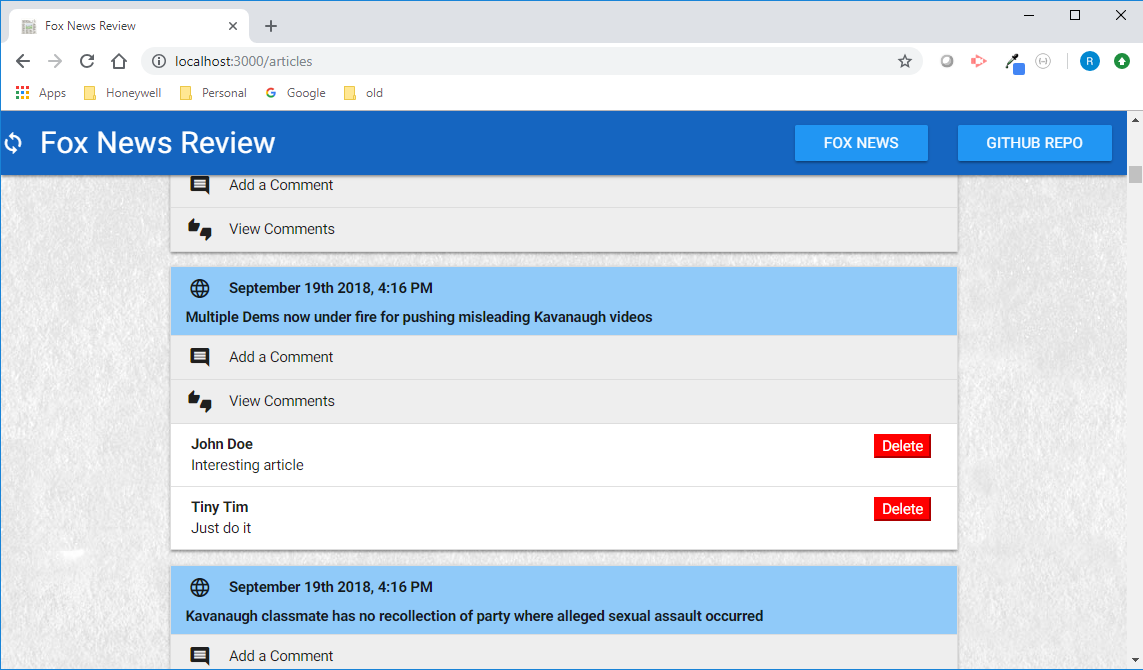 Fox News Review
localhost:3000/articles
R
Apps Honeywell Personal Google old
Fox News Review FOX NEWS GITHUB REPO
Add a Comment
View Comments
September 19th 2018, 4:16 PM
Multiple Dems now under fire for pushing misleading Kavanaugh videos
Add a Comment
View Comments
John Doe Delete
Interesting article
Tiny Tim Delete
Just do it
September 19th 2018, 4:16 PM
Kavanaugh classmate has no recollection of party where alleged sexual assault occurred
Add a Comment